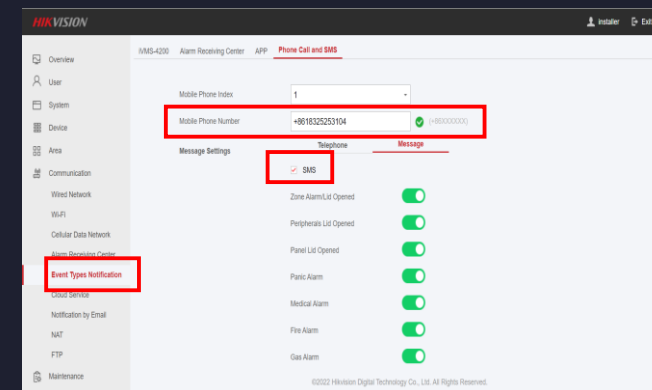 HIKVISION
installer
Exit
Overview
User
System
Device
Area
Communication
Wired Network
Wi-Fi
Cellular Data Network
Alarm Receiving Center
Event Types Notification
Cloud Service
Notification by Email
NAT
FTP
Maintenance
iVMS-4200 Alarm Receiving Center APP Phone Call and SMS
Mobile Phone Index 1
Mobile Phone Number +8618325253104 (+86XXXXXX)
Message Settings Telephone Message
SMS
Zone Alarm/Lid Opened
Peripherals Lid Opened
Panel Lid Opened
Panic Alarm
Medical Alarm
Fire Alarm
Gas Alarm
©2022 Hikvision Digital Technology Co., Ltd. All Rights Reserved.